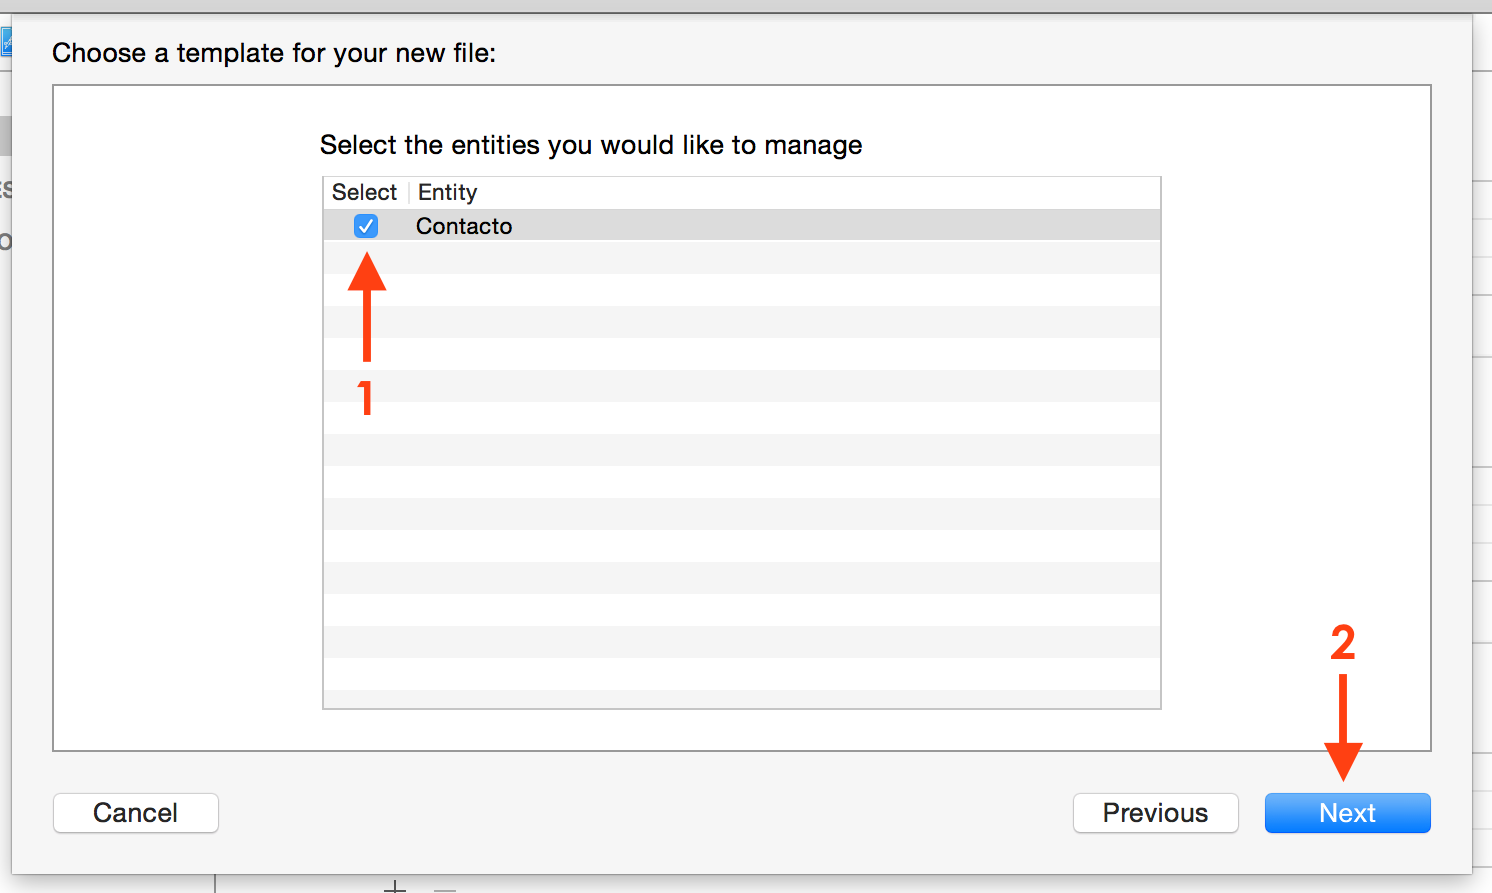 Choose a template for your new file:
Select the entities you would like to manage
Select Entity
Contacto
1
2
Cancel Previous Next